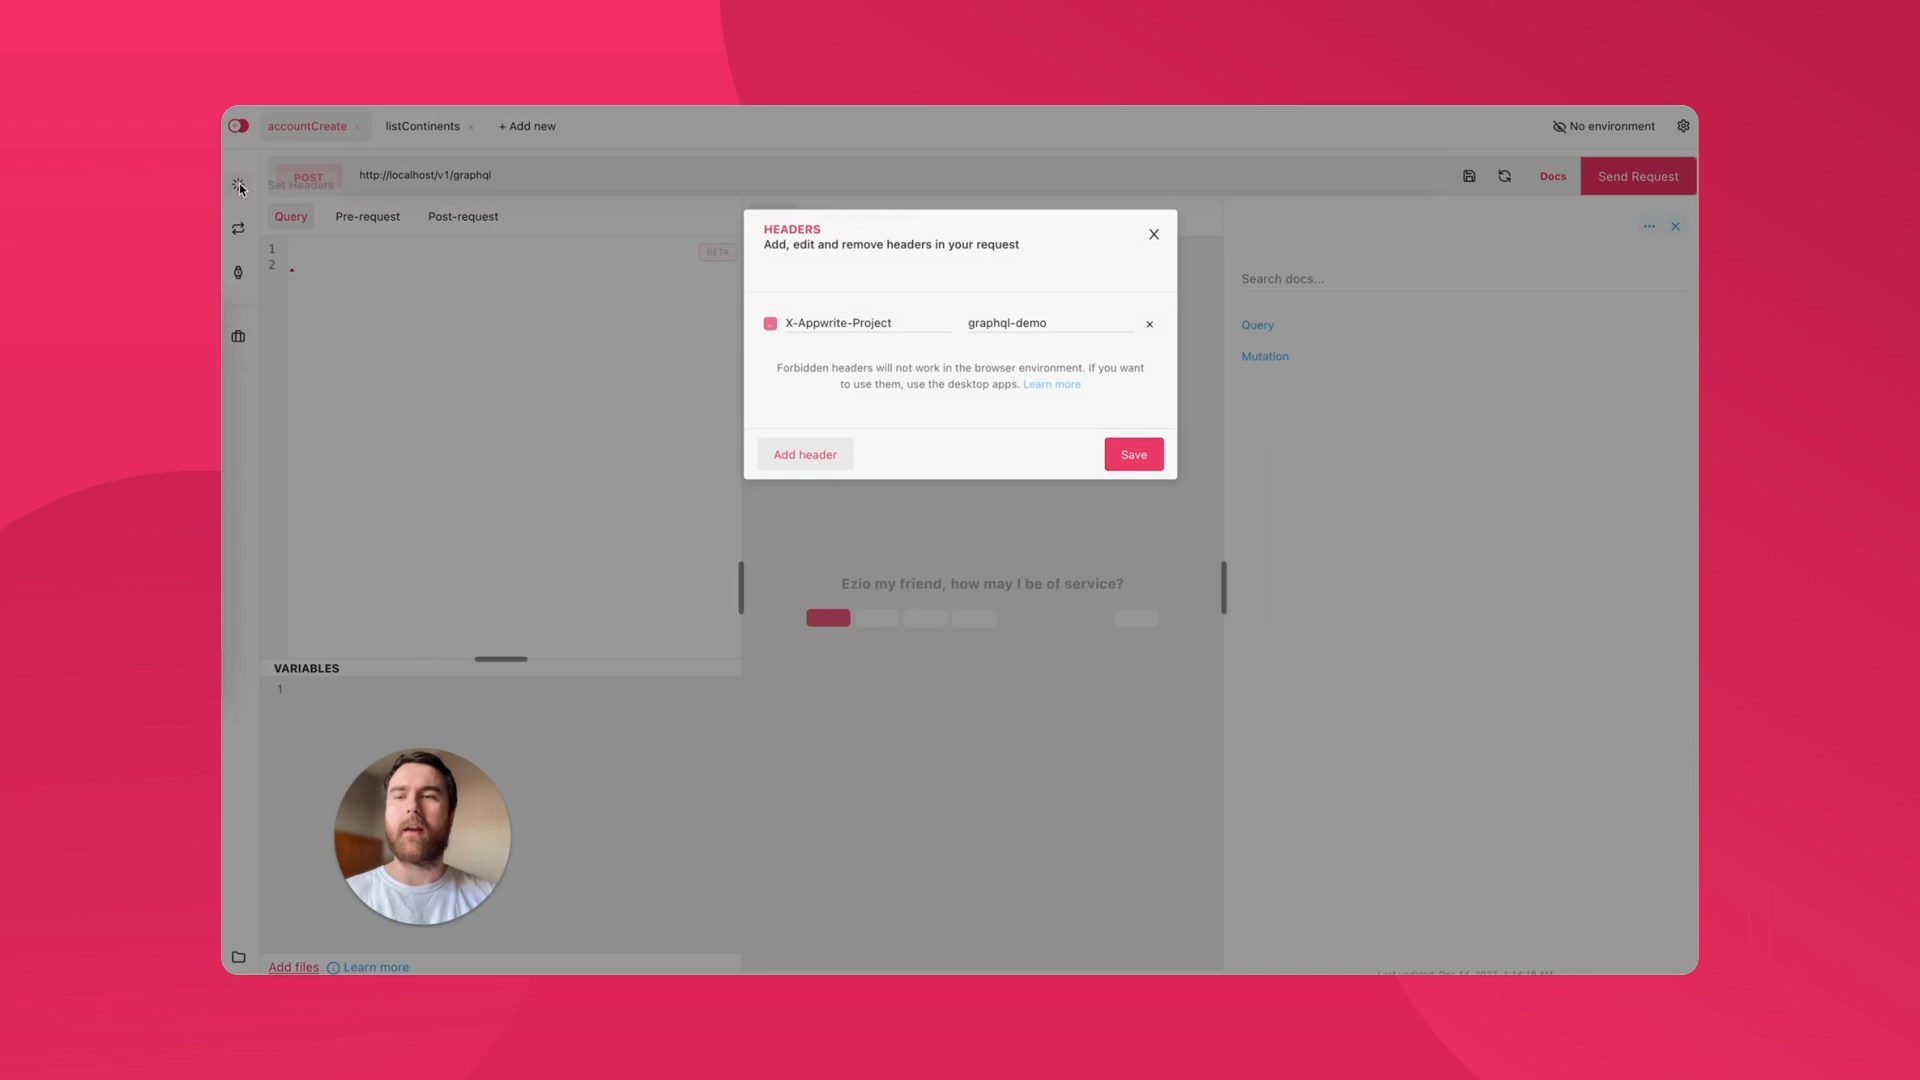 accountCreate
listContinents
+ Add new
No environment
POST
Set Headers
http://localhost/v1/graphql
Docs
Send Request
Query
Pre-request
Post-request
1
2
BETA
HEADERS
Add, edit and remove headers in your request
X-Appwrite-Project
graphql-demo
Forbidden headers will not work in the browser environment. If you want
to use them, use the desktop apps. Learn more
Add header
Save
Search docs...
Query
Mutation
Ezio my friend, how may I be of service?
VARIABLES
1
Add files
Learn more